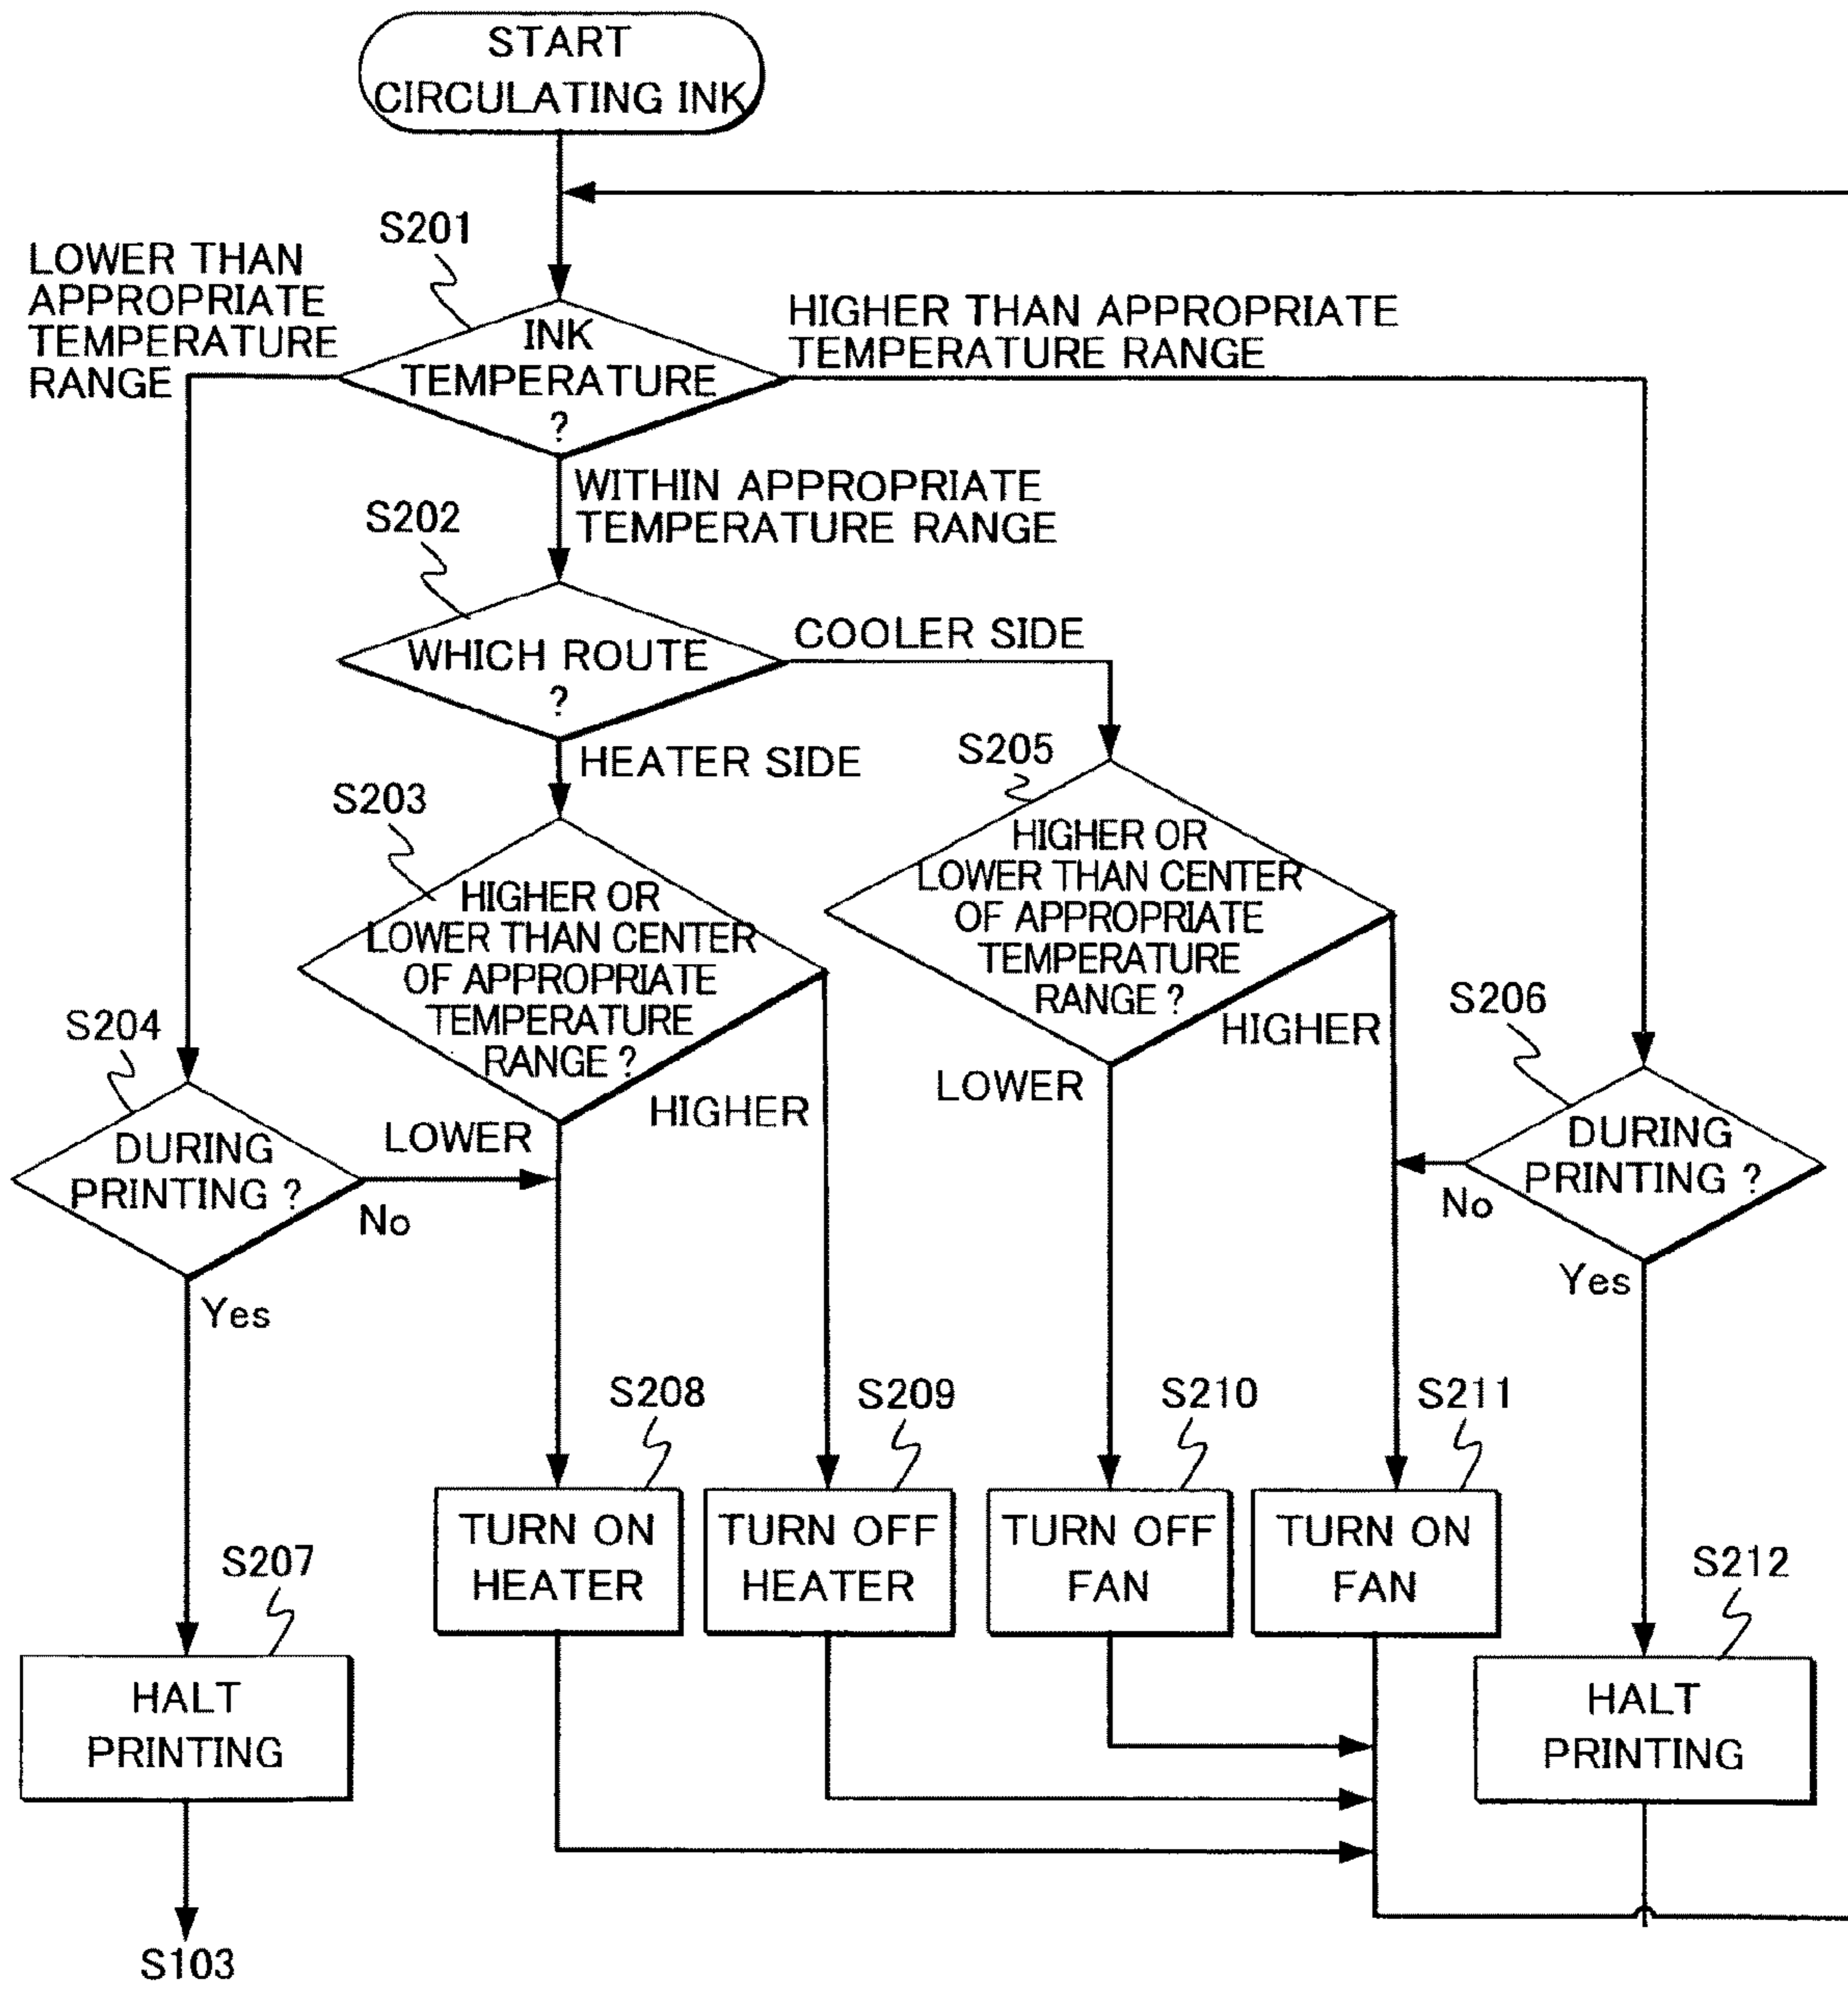 START
CIRCULATING INK
S201
LOWER THAN
APPROPRIATE
TEMPERATURE
RANGE
INK
TEMPERATURE
?
HIGHER THAN APPROPRIATE
TEMPERATURE RANGE
WITHIN APPROPRIATE
TEMPERATURE RANGE
S202
WHICH ROUTE
?
COOLER SIDE
HEATER SIDE
S203
HIGHER OR
LOWER THAN CENTER
OF APPROPRIATE
TEMPERATURE
RANGE ?
S205
HIGHER OR
LOWER THAN CENTER
OF APPROPRIATE
TEMPERATURE
RANGE ?
HIGHER
LOWER
S204
DURING
PRINTING ?
LOWER
HIGHER
No
Yes
S206
DURING
PRINTING ?
No
Yes
S208
TURN ON
HEATER
S209
TURN OFF
HEATER
S210
TURN OFF
FAN
S211
TURN ON
FAN
S207
HALT
PRINTING
S212
HALT
PRINTING
S103